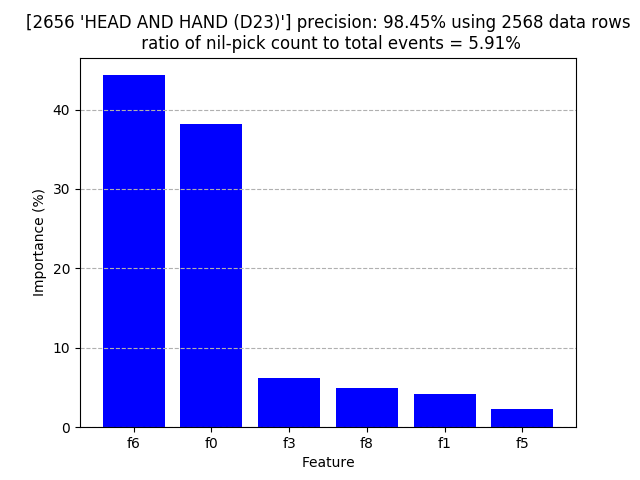 [2656 'HEAD AND HAND (D23)'] precision: 98.45% using 2568 data rows
ratio of nil-pick count to total events = 5.91%
40
30
20
10
0
Importance (%)
f6 f0 f3 f8 f1 f5
Feature